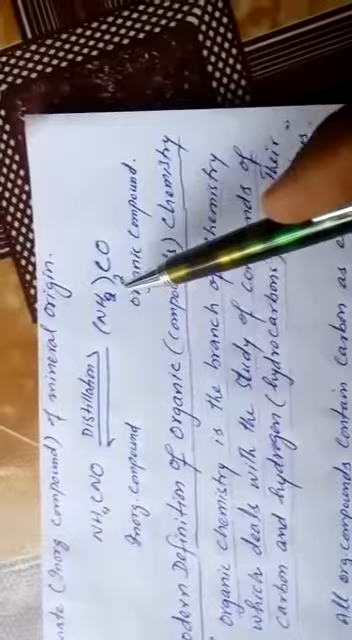 nate (Inorg compound) of mineral origin.
NH₄CNO Distillation (NH₂)₂CO
Inorg. compound organic Compound.
odern Definition of organic (compounds) Chemistry
organic chemistry is the branch of chemistry
which deals with the study of compounds of
carbon and hydrogen (hydrocarbons) Their
All org. compounds contain carbon as